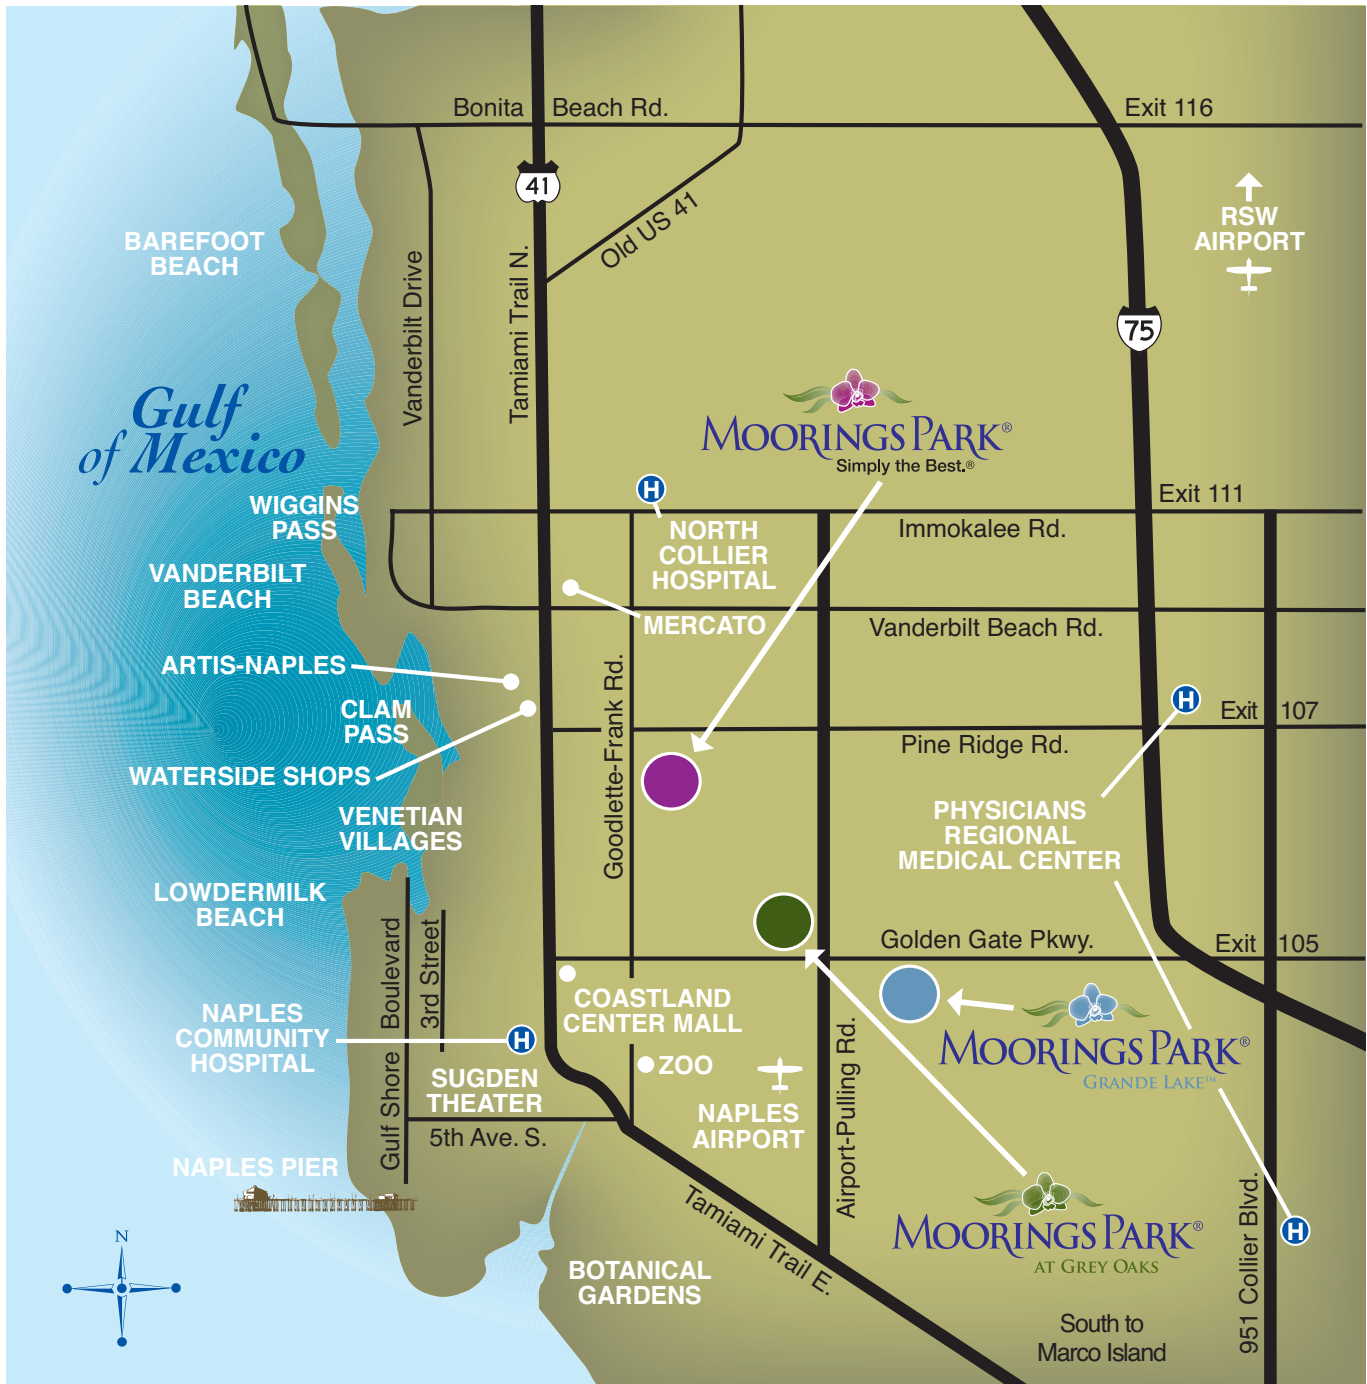 Bonita Beach Rd.
Exit 116
41
Old US 41
RSW
AIRPORT
BAREFOOT
BEACH
Vanderbilt Drive
Tamiami Trail N.
75
Gulf
of Mexico
MOORINGS PARK®
Simply the Best.®
WIGGINS
PASS
H
NORTH
COLLIER
HOSPITAL
Exit 111
Immokalee Rd.
VANDERBILT
BEACH
MERCATO
Vanderbilt Beach Rd.
ARTIS-NAPLES
Goodlette-Frank Rd.
CLAM
PASS
H
Exit 107
Pine Ridge Rd.
WATERSIDE SHOPS
VENETIAN
VILLAGES
PHYSICIANS
REGIONAL
MEDICAL CENTER
LOWDERMILK
BEACH
Gulf Shore Boulevard
3rd Street
Golden Gate Pkwy.
Exit 105
COASTLAND
CENTER MALL
NAPLES
COMMUNITY
HOSPITAL
H
MOORINGS PARK®
GRANDE LAKE™
ZOO
SUGDEN
THEATER
NAPLES
AIRPORT
Airport-Pulling Rd.
5th Ave. S.
NAPLES PIER
Tamiami Trail E.
MOORINGS PARK®
AT GREY OAKS
H
951 Collier Blvd.
N
BOTANICAL
GARDENS
South to
Marco Island